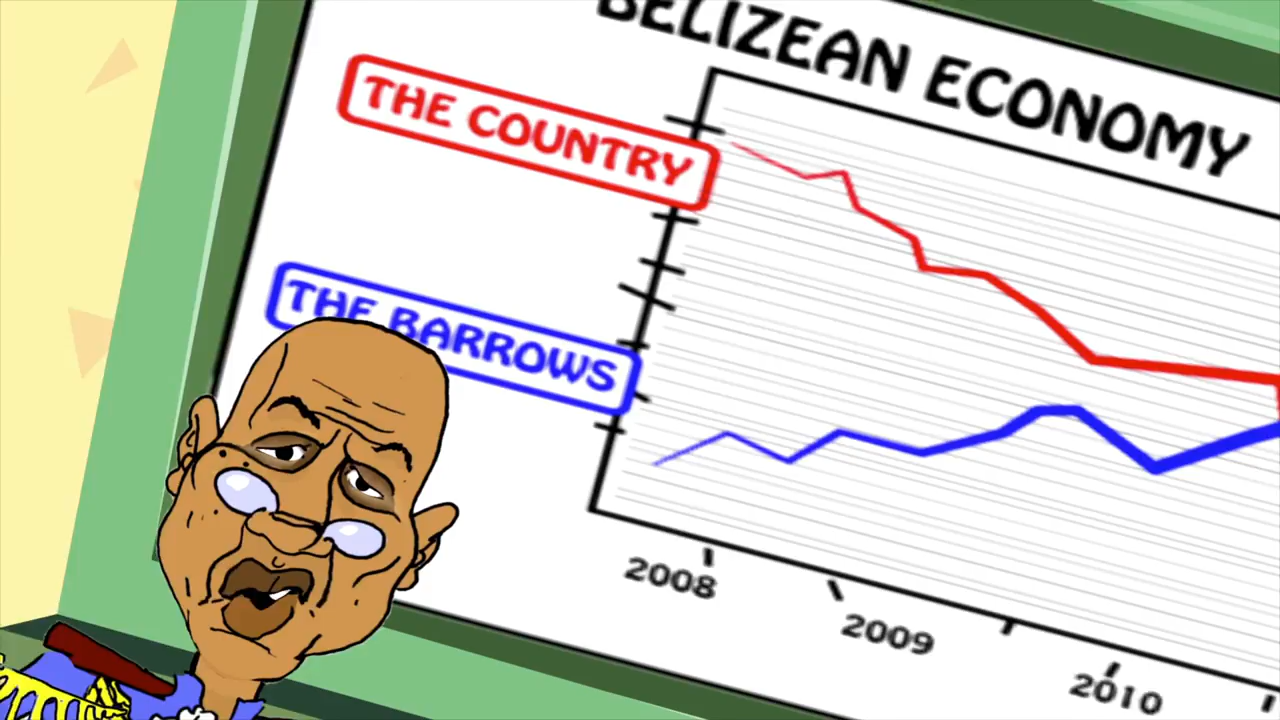 BELIZEAN ECONOMY
THE COUNTRY
THE BARROWS
2008
2009
2010